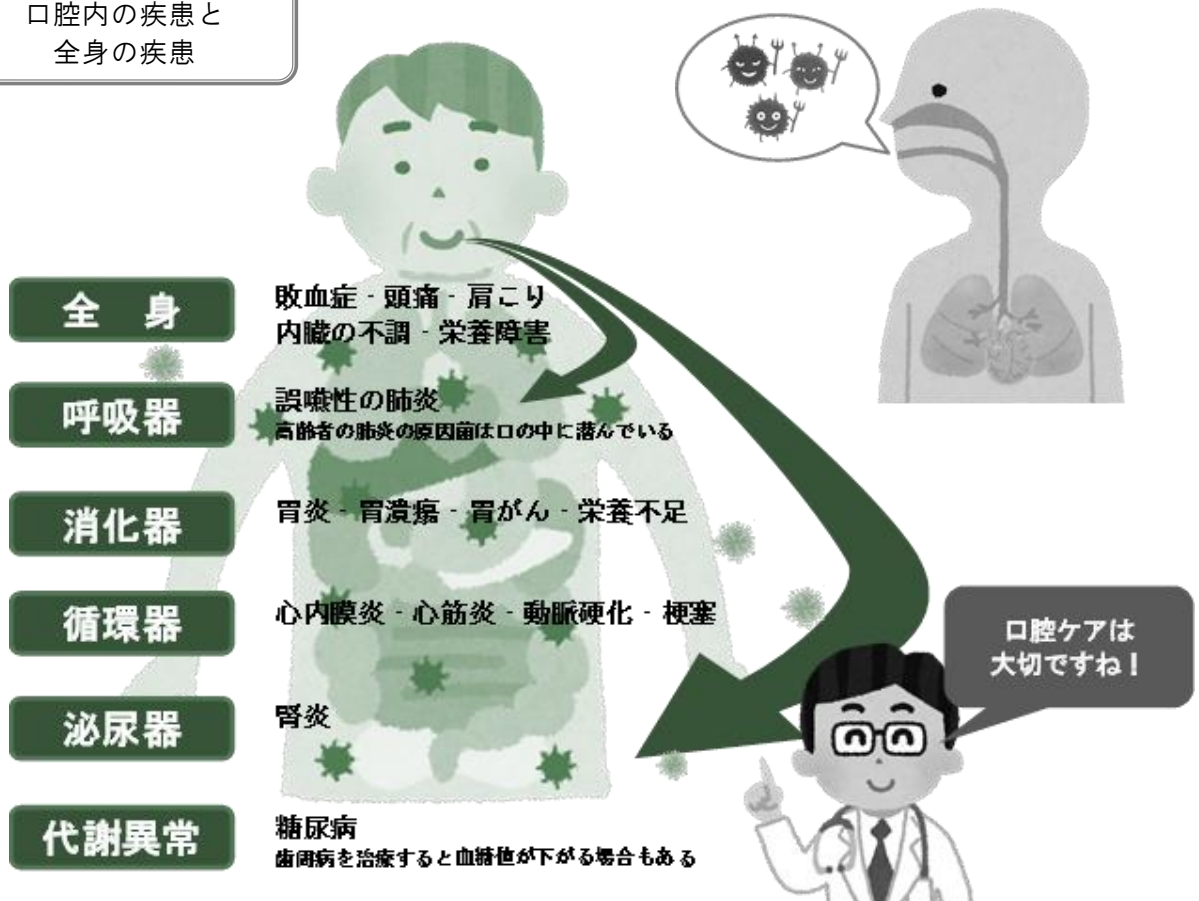 口腔内の疾患と
全身の疾患
全 身
敗血症‐頭痛‐肩こり
内臓の不調‐栄養障害
呼吸器
誤嚥性の肺炎
高齢者の肺炎の原因菌は口の中に潜んでいる
消化器
胃炎‐胃潰瘍‐胃がん‐栄養不足
循環器
心内膜炎‐心筋炎‐動脈硬化‐梗塞
泌尿器
腎炎
代謝異常
糖尿病
歯周病を治療すると血糖値が下がる場合もある
口腔ケアは
大切ですね！